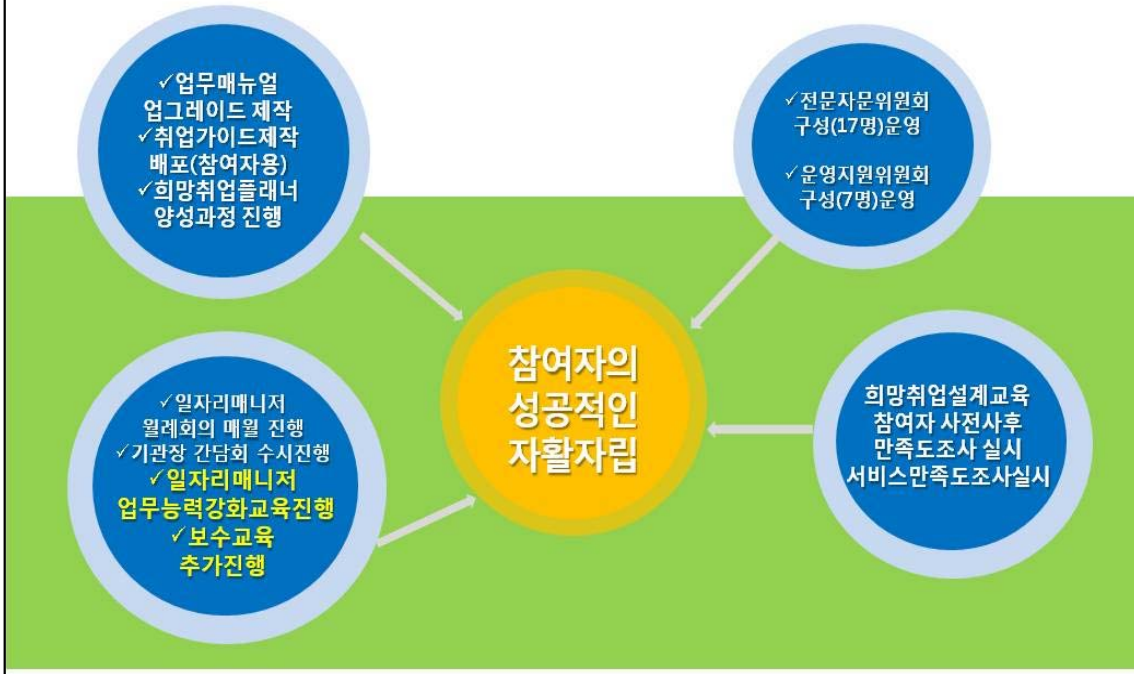 ✓업무매뉴얼
업그레이드 제작
✓취업가이드제작
배포(참여자용)
✓희망취업플래너
양성과정 진행
✓전문자문위원회
구성(17명)운영
✓운영지원위원회
구성(7명)운영
참여자의
성공적인
자활자립
✓일자리매니저
월례회의 매월 진행
✓기관장 간담회 수시진행
✓일자리매니저
업무능력강화교육진행
✓보수교육
추가진행
희망취업설계교육
참여자 사전사후
만족도조사 실시
서비스만족도조사실시